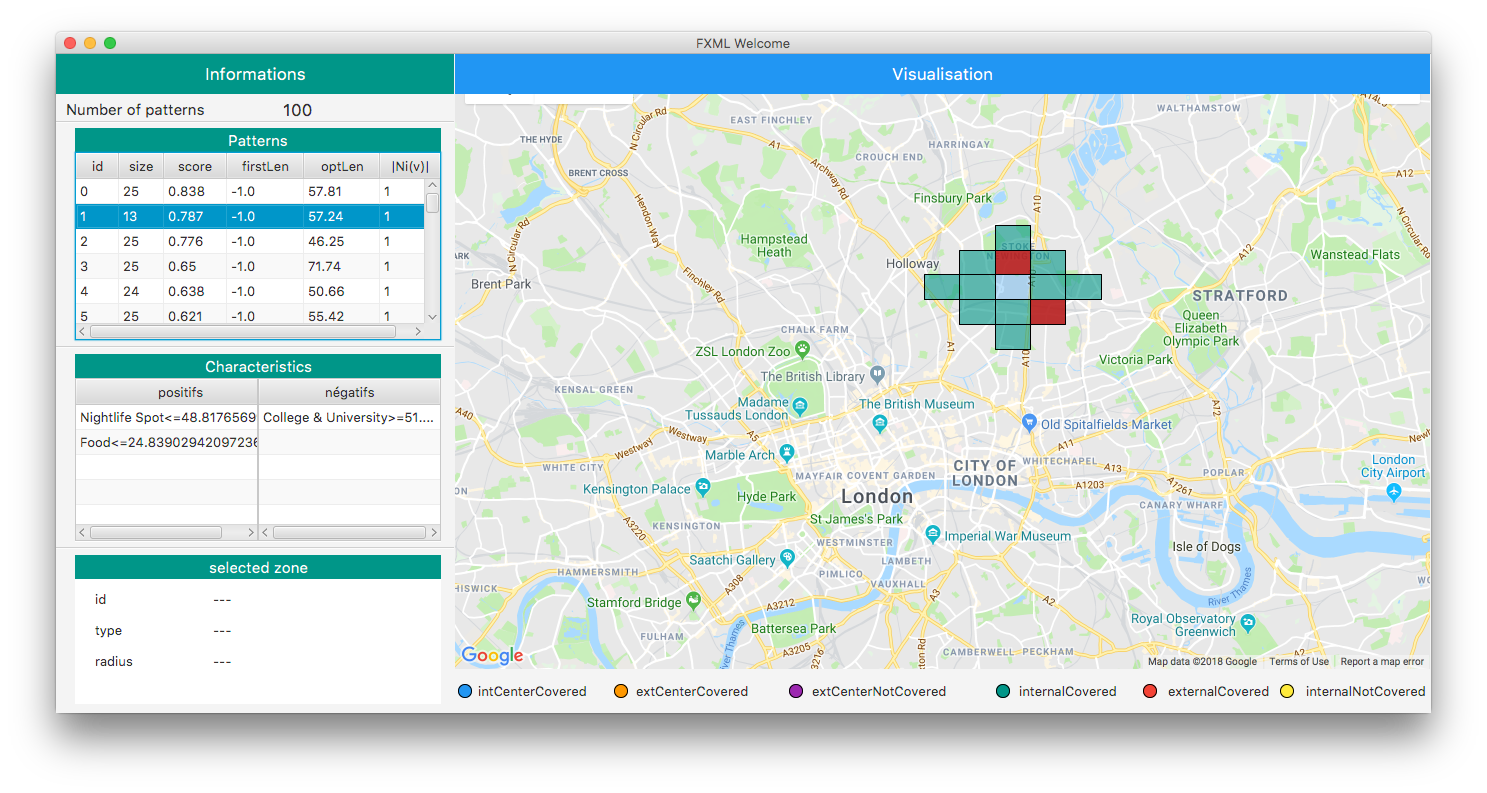 FXML Welcome
Informations
Visualisation
Number of patterns 100
Patterns
id size score firstLen optLen |Ni(v)|
0 25 0.838 -1.0 57.81 1
1 13 0.787 -1.0 57.24 1
2 25 0.776 -1.0 46.25 1
3 25 0.65 -1.0 71.74 1
4 24 0.638 -1.0 50.66 1
5 25 0.621 -1.0 55.42 1
Characteristics
positifs négatifs
Nightlife Spot<=48.8176569 College & University>=51....
Food<=24.83902942097236
selected zone
id ---
type ---
radius ---
WALTHAMSTOW
EAST FINCHLEY
THE HYDE
N Circular Rd
A1
HARRINGAY
CROUCH END
Archway Rd
BRENT CROSS
A12
Finsbury Park
A10
Hendon Way
N Circular Rd
N Circular Rd
Hampstead
Heath
STOKE
NEWINGTON
A12
Wanstead Flats
ARK
Holloway
Brent Park
Finchley Rd
A10
STRATFORD
Queen
Elizabeth
Olympic Park
CHALK FARM
A1
A10
ZSL London Zoo
Victoria Park
The British Library
KENSAL GREEN
Madame
Tussauds London
The British Museum
A40
A12
Old Spitalfields Market
Westway
Westway
A5
A11
Marble Arch
WHITE CITY
MAYFAIR
COVENT GARDEN
CITY OF
LONDON
WHITECHAPEL
A13
POPLAR
London
City Airport
Newh
ON
Kensington Palace
Hyde Park
London
A1203
A1261
CANARY WHARF
St James's Park
A3220
KENSINGTON
WESTMINSTER
Imperial War Museum
Isle of Dogs
Saatchi Gallery
LAMBETH
HAMMERSMITH
PIMLICO
VAUXHALL
HISWICK
A308
A3
A2
River Thames
Stamford Bridge
A3212
Royal Observatory
Greenwich
Battersea Park
FULHAM
River Thames
A3205
A3216
CAMBERWELL
PECKHAM
Google
Map data ©2018 Google Terms of Use Report a map error
intCenterCovered extCenterCovered extCenterNotCovered internalCovered externalCovered internalNotCovered